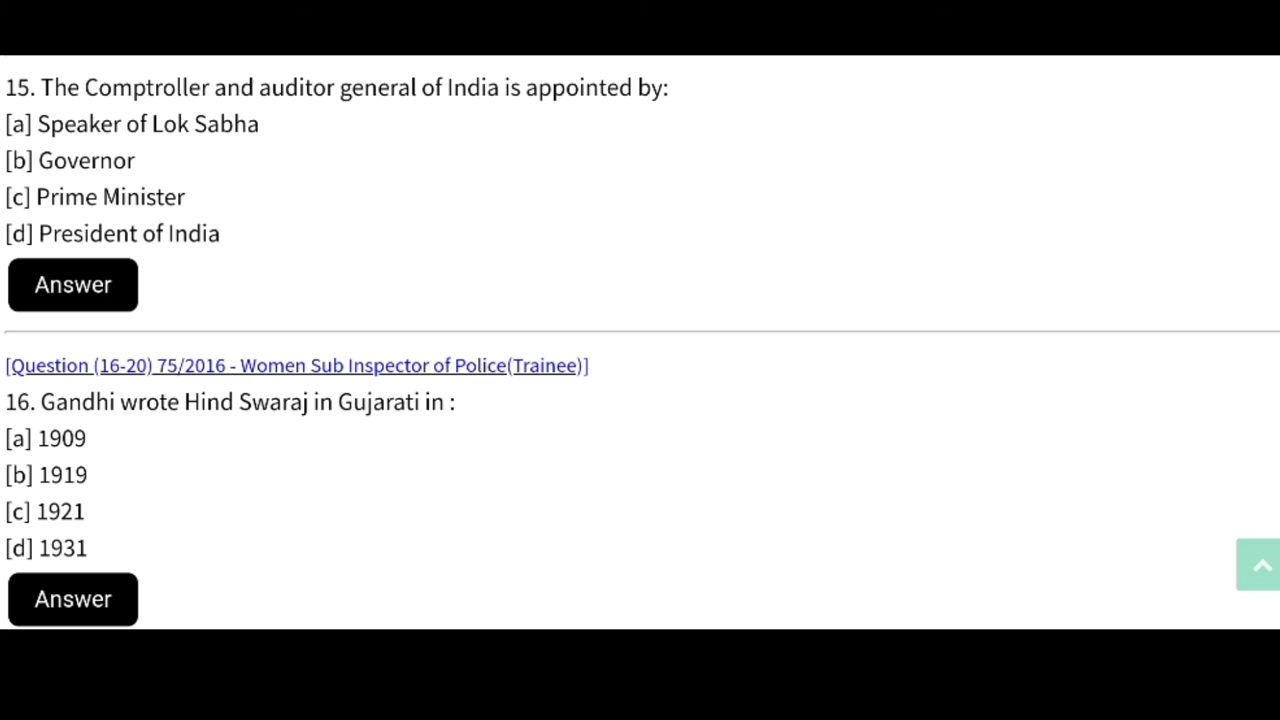 15. The Comptroller and auditor general of India is appointed by:
[a] Speaker of Lok Sabha
[b] Governor
[c] Prime Minister
[d] President of India
Answer
[Question (16-20) 75/2016 - Women Sub Inspector of Police(Trainee)]
16. Gandhi wrote Hind Swaraj in Gujarati in :
[a] 1909
[b] 1919
[c] 1921
[d] 1931
Answer